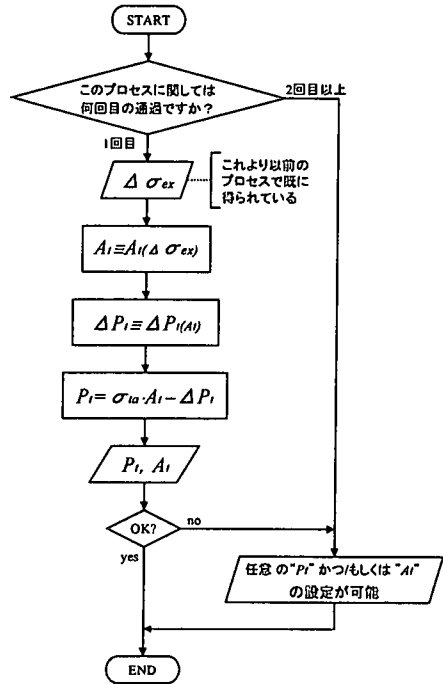 START
このプロセスに関しては
何回目の通過ですか？
2回目以上
1回目
Δσex
これより以前の
プロセスで既に
得られている
At≡At(Δσex)
ΔPt≡ΔPt(At)
Pt=σta·At−ΔPt
Pt, At
OK?
no
yes
任意の“Pt”かつ/もしくは“At”
の設定が可能
END